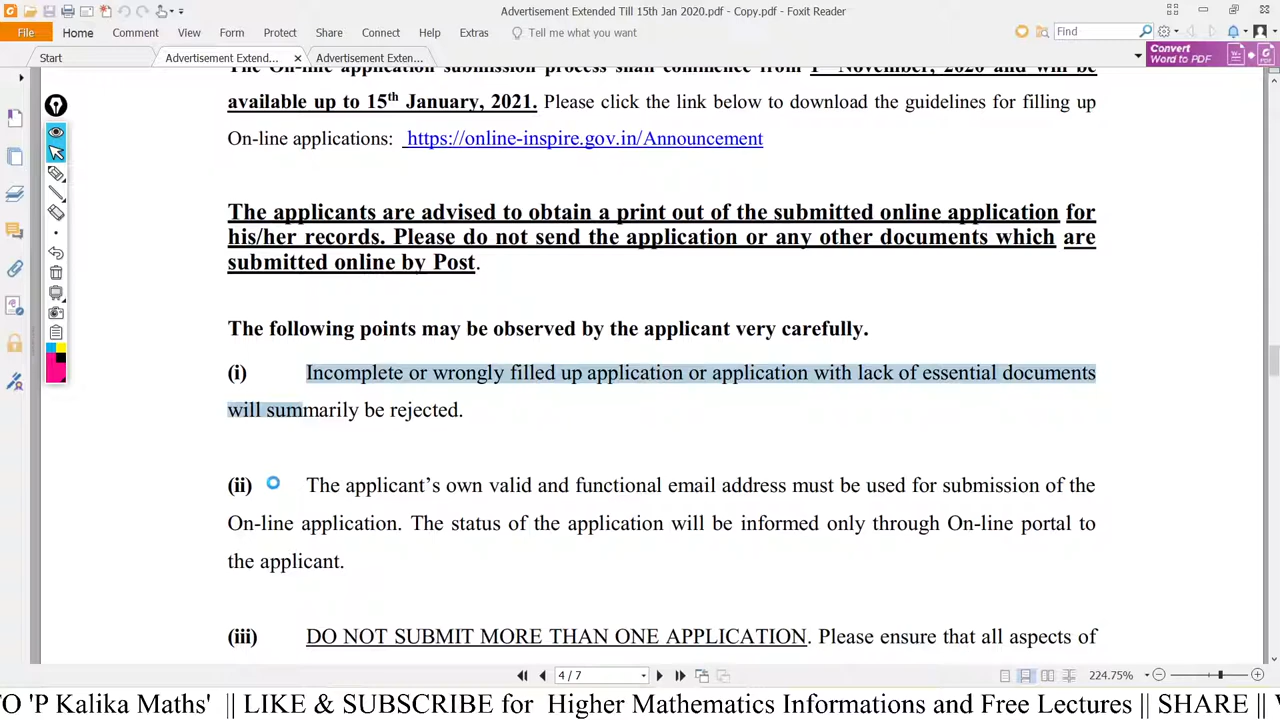 Advertisement Extended Till 15th Jan 2020.pdf - Copy.pdf - Foxit Reader
File Home Comment View Form Protect Share Connect Help Extras Tell me what you want Find
Start Advertisement Extend... Advertisement Exten... Convert Word to PDF
available up to 15th January, 2021. Please click the link below to download the guidelines for filling up
On-line applications: https://online-inspire.gov.in/Announcement
The applicants are advised to obtain a print out of the submitted online application for
his/her records. Please do not send the application or any other documents which are
submitted online by Post.
The following points may be observed by the applicant very carefully.
(i) Incomplete or wrongly filled up application or application with lack of essential documents
will summarily be rejected.
(ii) The applicant’s own valid and functional email address must be used for submission of the
On-line application. The status of the application will be informed only through On-line portal to
the applicant.
(iii) DO NOT SUBMIT MORE THAN ONE APPLICATION. Please ensure that all aspects of
4 / 7 224.75%
TO 'P Kalika Maths' || LIKE & SUBSCRIBE for Higher Mathematics Informations and Free Lectures || SHARE ||